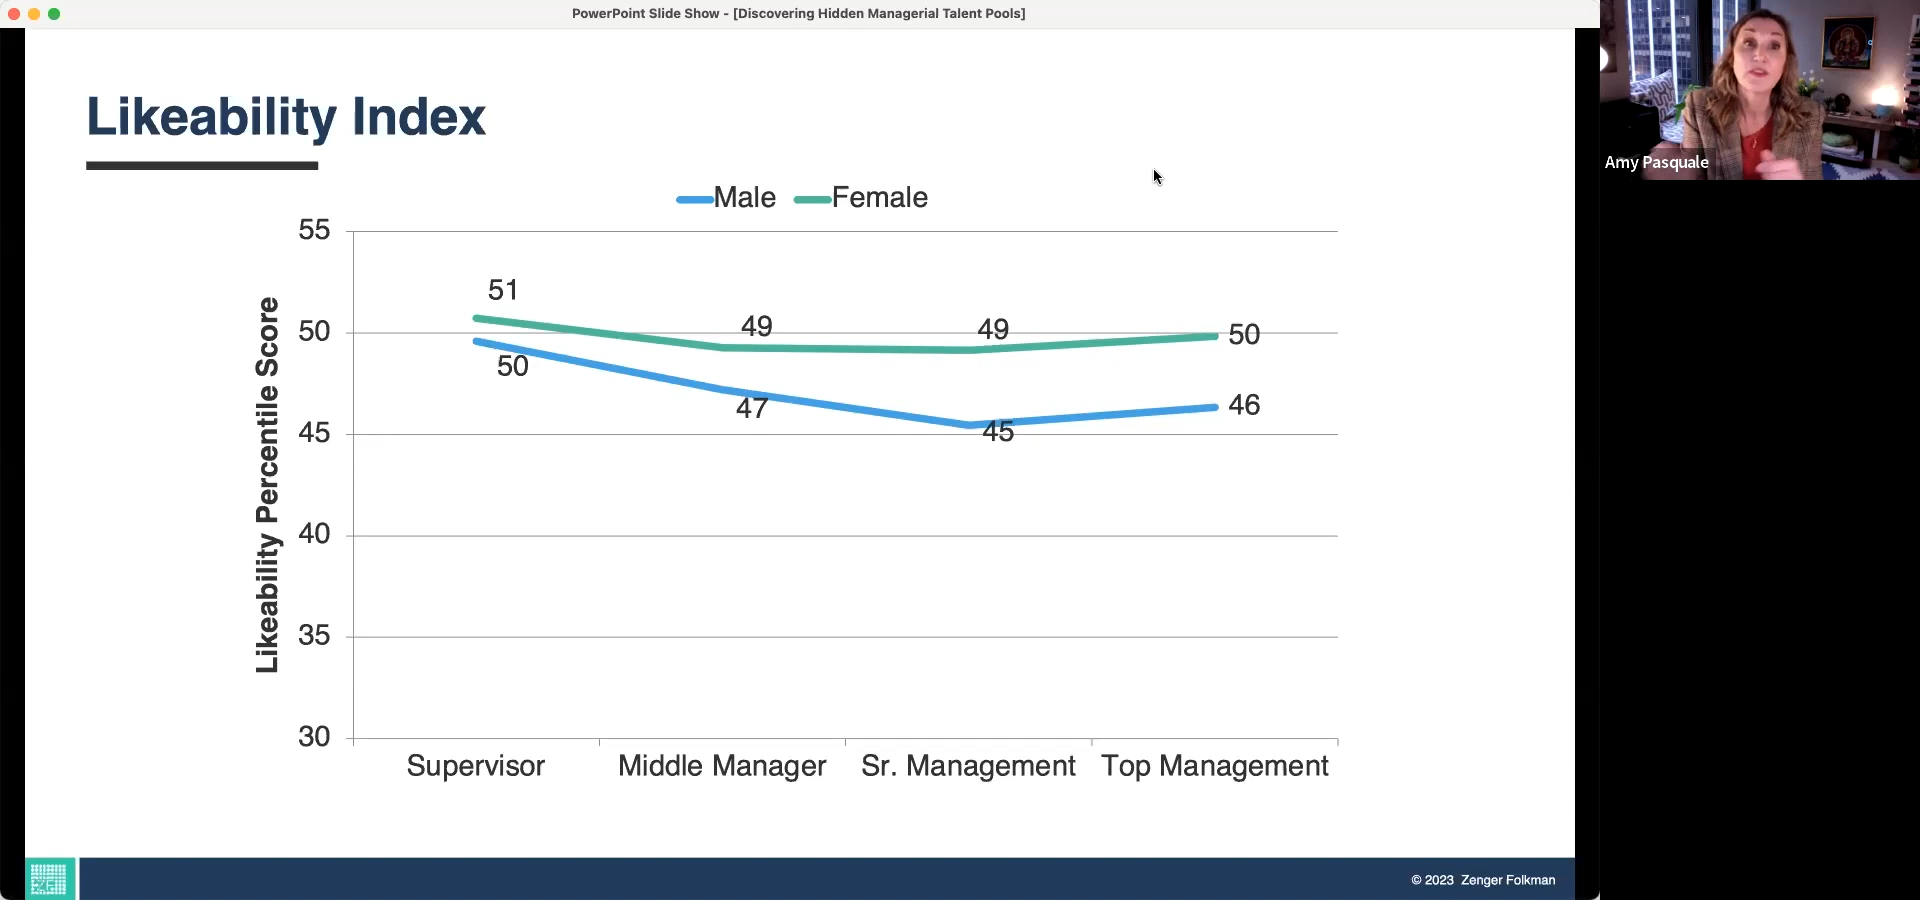 PowerPoint Slide Show - [Discovering Hidden Managerial Talent Pools]
Amy Pasquale
Likeability Index
Male Female
55
50
45
40
35
30
Likeability Percentile Score
51
49
49
50
50
47
45
46
Supervisor Middle Manager Sr. Management Top Management
ZF
© 2023 Zenger Folkman